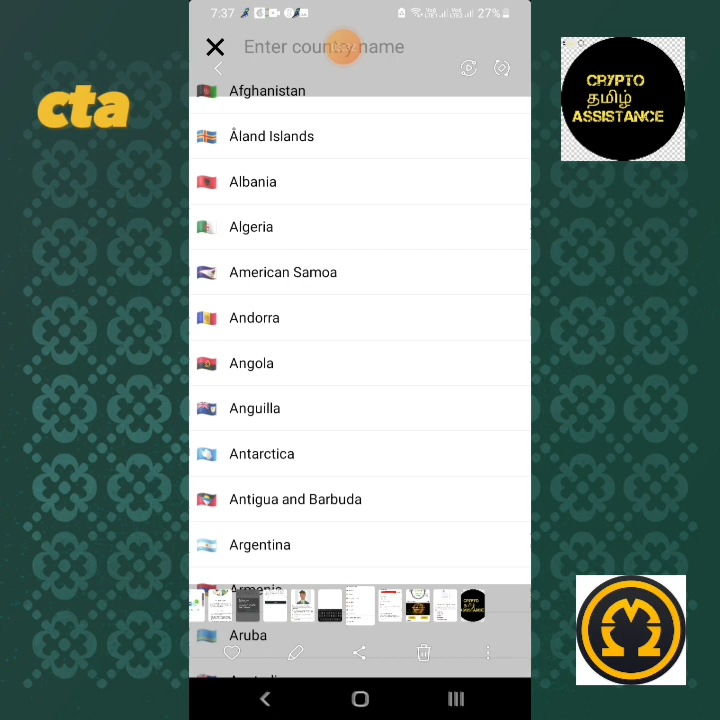 7:37
27%
cta
Enter country name
CRYPTO
தமிழ்
ASSISTANCE
Afghanistan
Åland Islands
Albania
Algeria
American Samoa
Andorra
Angola
Anguilla
Antarctica
Antigua and Barbuda
Argentina
Armenia
Aruba